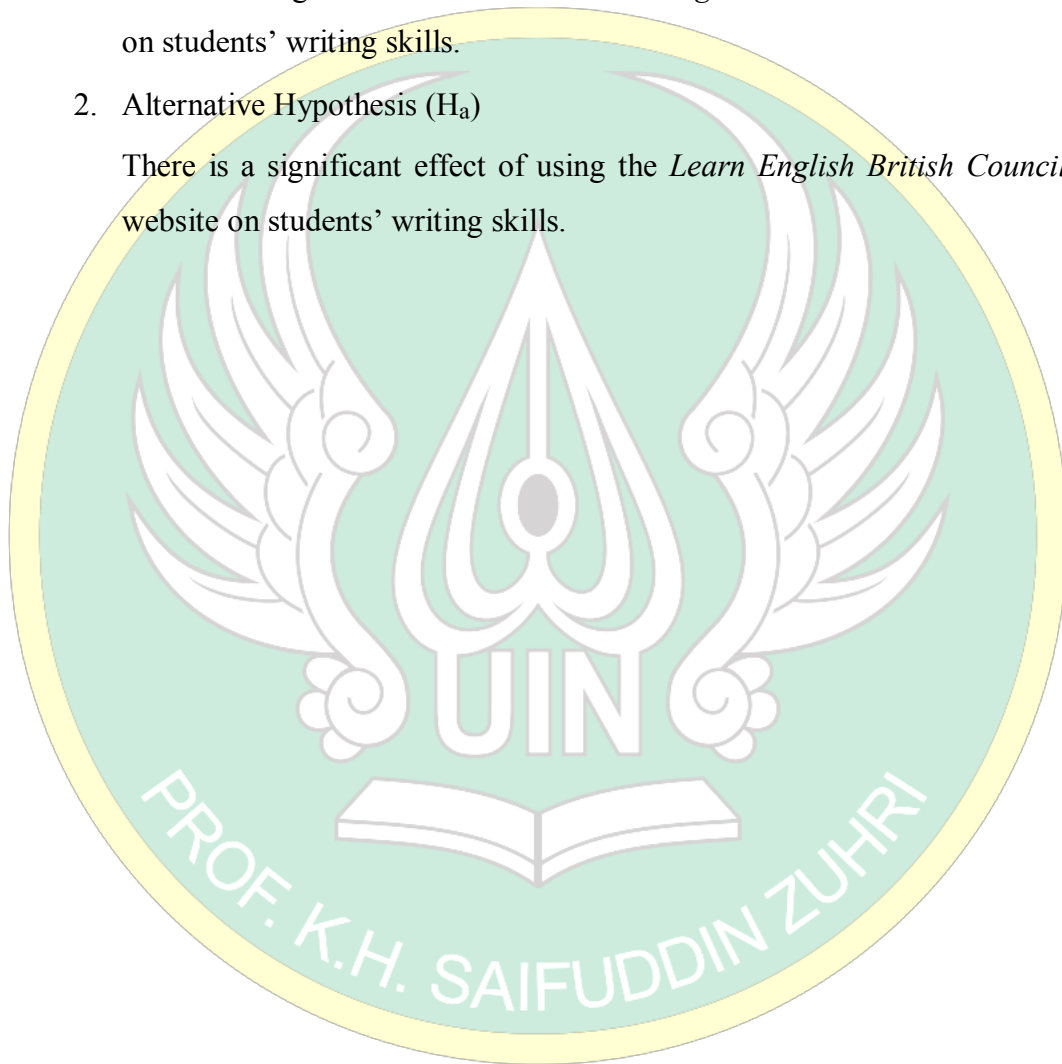 on students’ writing skills.
2. Alternative Hypothesis (Hₐ)
There is a significant effect of using the Learn English British Council
website on students’ writing skills.
UIN
PROF. K.H. SAIFUDDIN ZUHRI